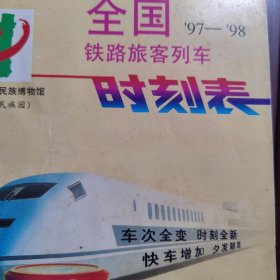 全国 '97—'98
铁路旅客列车
时刻表
民族博物馆
民族园）
车次全变 时刻全新
快车增加 夕发朝至